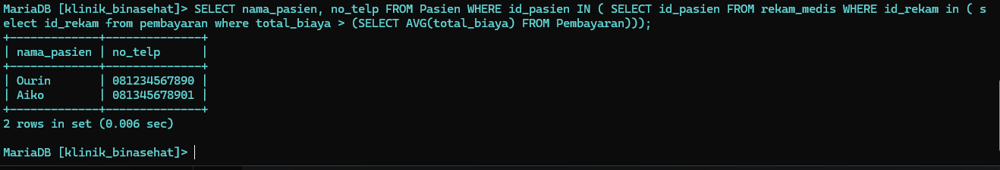 MariaDB [klinik_binasehat]> SELECT nama_pasien, no_telp FROM Pasien WHERE id_pasien IN ( SELECT id_pasien FROM rekam_medis WHERE id_rekam in ( s
elect id_rekam from pembayaran where total_biaya > (SELECT AVG(total_biaya) FROM Pembayaran)));
+-------------+--------------+
| nama_pasien | no_telp      |
+-------------+--------------+
| Ourin       | 081234567890 |
| Aiko        | 081345678901 |
+-------------+--------------+
2 rows in set (0.006 sec)
MariaDB [klinik_binasehat]>